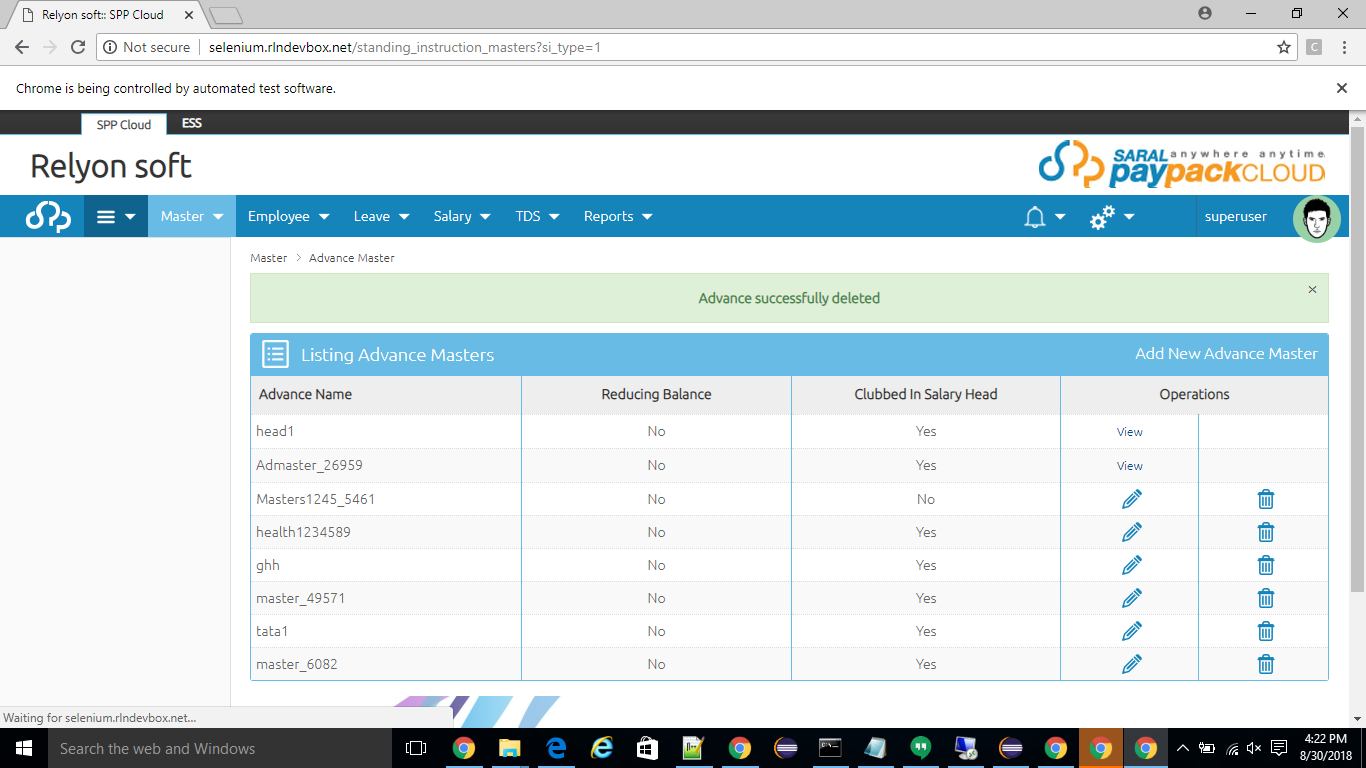 Relyon soft:: SPP Cloud
Not secure selenium.rlndevbox.net/standing_instruction_masters?si_type=1
C
Chrome is being controlled by automated test software.
SPP Cloud ESS
Relyon soft
SARAL anywhere anytime
paypackCLOUD
Master Employee Leave Salary TDS Reports superuser
Master > Advance Master
Advance successfully deleted
Listing Advance Masters Add New Advance Master
Advance Name Reducing Balance Clubbed In Salary Head Operations
head1 No Yes View
Admaster_26959 No Yes View
Masters1245_5461 No No
health1234589 No Yes
ghh No Yes
master_49571 No Yes
tata1 No Yes
master_6082 No Yes
Waiting for selenium.rlndevbox.net...
Search the web and Windows
4:22 PM
8/30/2018